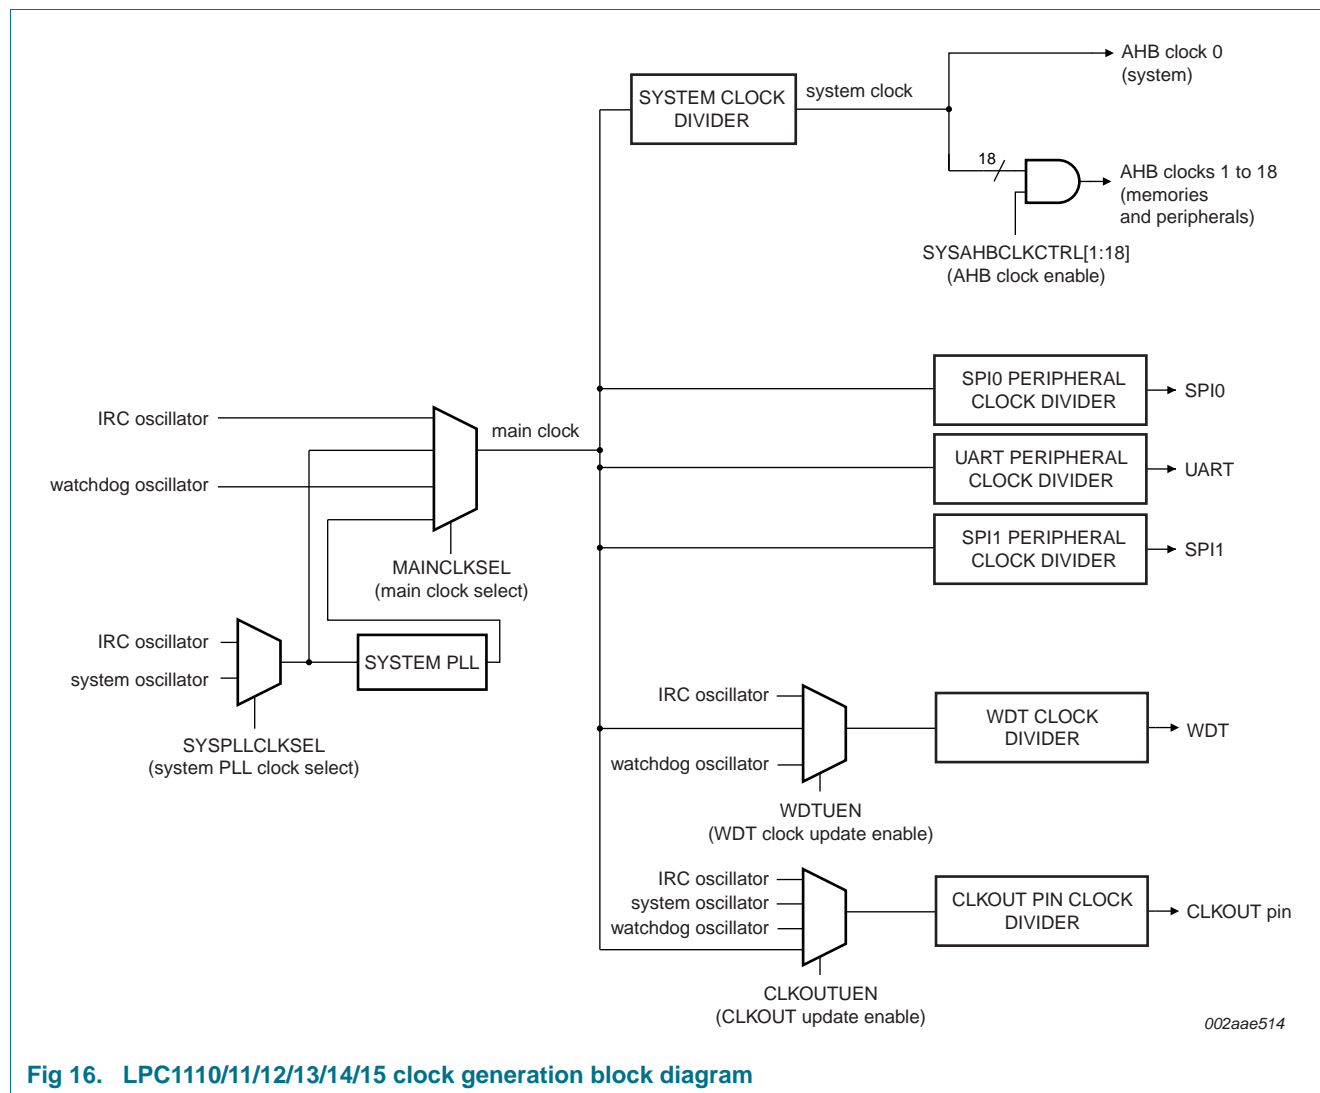 AHB clock 0
(system)
SYSTEM CLOCK
DIVIDER
system clock
18
AHB clocks 1 to 18
(memories
and peripherals)
SYSAHBCLKCTRL[1:18]
(AHB clock enable)
SPI0 PERIPHERAL
CLOCK DIVIDER
SPI0
IRC oscillator
main clock
UART PERIPHERAL
CLOCK DIVIDER
UART
watchdog oscillator
SPI1 PERIPHERAL
CLOCK DIVIDER
SPI1
MAINCLKSEL
(main clock select)
IRC oscillator
system oscillator
SYSTEM PLL
SYSPLLCLKSEL
(system PLL clock select)
IRC oscillator
watchdog oscillator
WDT CLOCK
DIVIDER
WDT
WDTUEN
(WDT clock update enable)
IRC oscillator
system oscillator
watchdog oscillator
CLKOUT PIN CLOCK
DIVIDER
CLKOUT pin
CLKOUTUEN
(CLKOUT update enable)
002aae514
Fig 16. LPC1110/11/12/13/14/15 clock generation block diagram